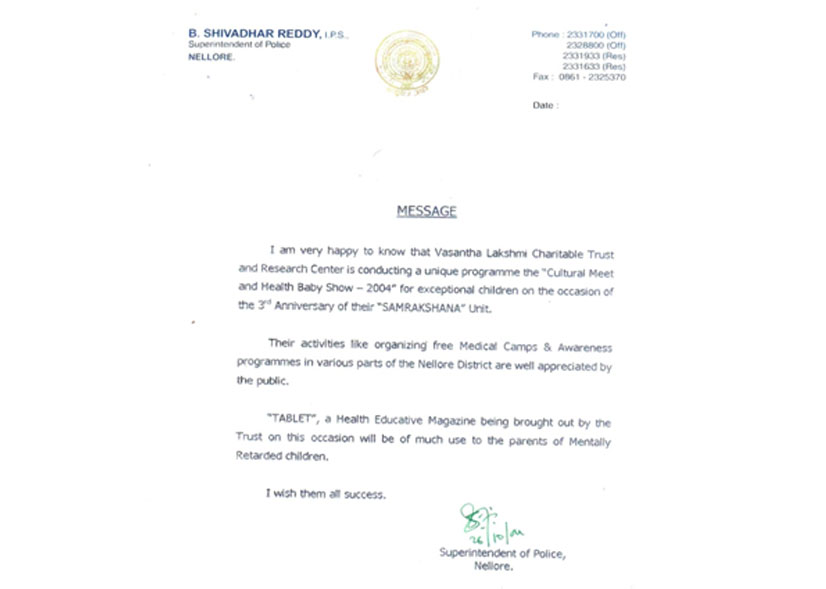 B. SHIVADHAR REDDY, I.P.S.,
Superintendent of Police
NELLORE.
Phone : 2331700 (Off)
2328800 (Off)
2331933 (Res)
2331633 (Res)
Fax : 0861 - 2325370
Date :
MESSAGE
I am very happy to know that Vasantha Lakshmi Charitable Trust
and Research Center is conducting a unique programme the "Cultural Meet
and Health Baby Show – 2004" for exceptional children on the occasion of
the 3rd Anniversary of their "SAMRAKSHANA" Unit.
Their activities like organizing free Medical Camps & Awareness
programmes in various parts of the Nellore District are well appreciated by
the public.
"TABLET", a Health Educative Magazine being brought out by the
Trust on this occasion will be of much use to the parents of Mentally
Retarded children.
I wish them all success.
26/10/04
Superintendent of Police,
Nellore.